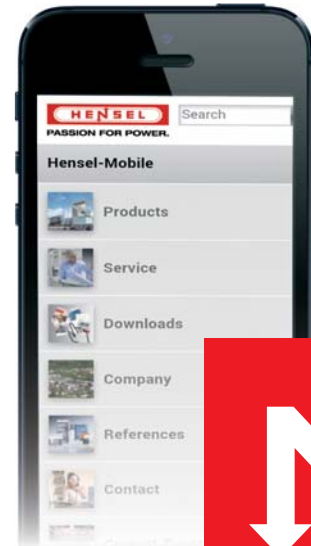 HENSEL
Search
PASSION FOR POWER.
Hensel-Mobile
Products
Service
Downloads
Company
References
Contact